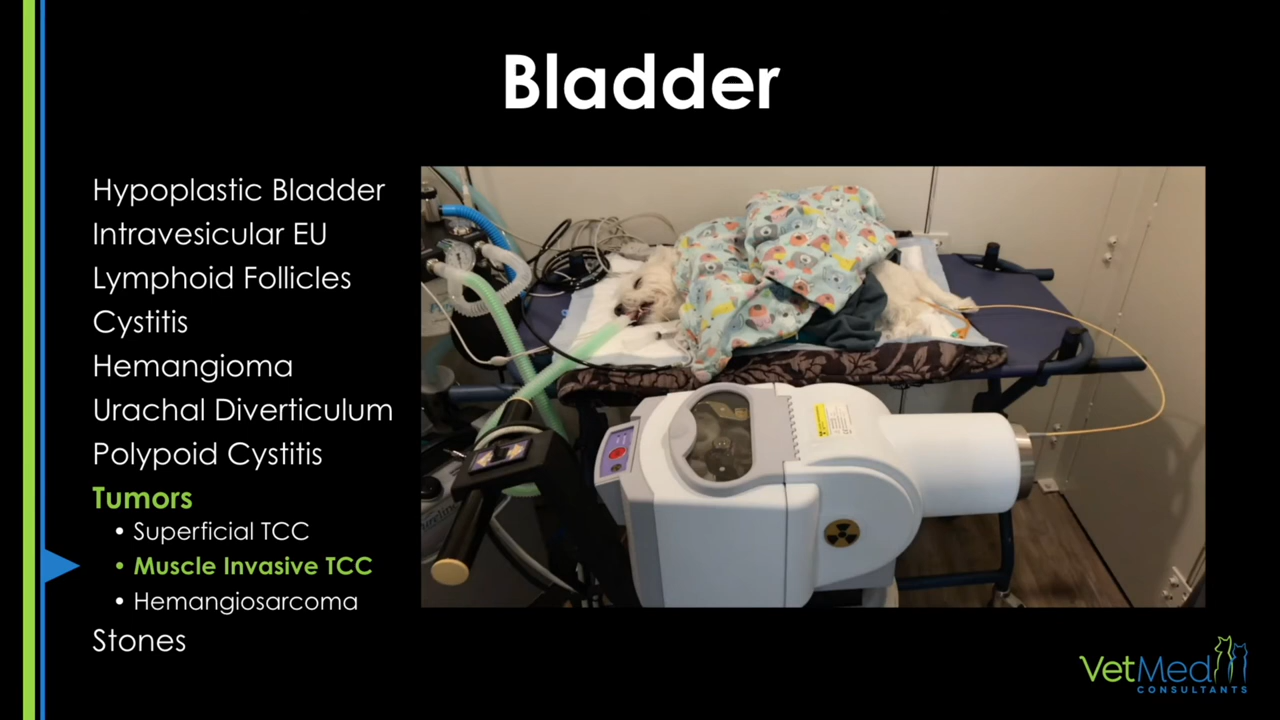 Bladder
Hypoplastic Bladder
Intravesicular EU
Lymphoid Follicles
Cystitis
Hemangioma
Urachal Diverticulum
Polypoid Cystitis
Tumors
• Superficial TCC
• Muscle Invasive TCC
• Hemangiosarcoma
Stones
VetMed
CONSULTANTS